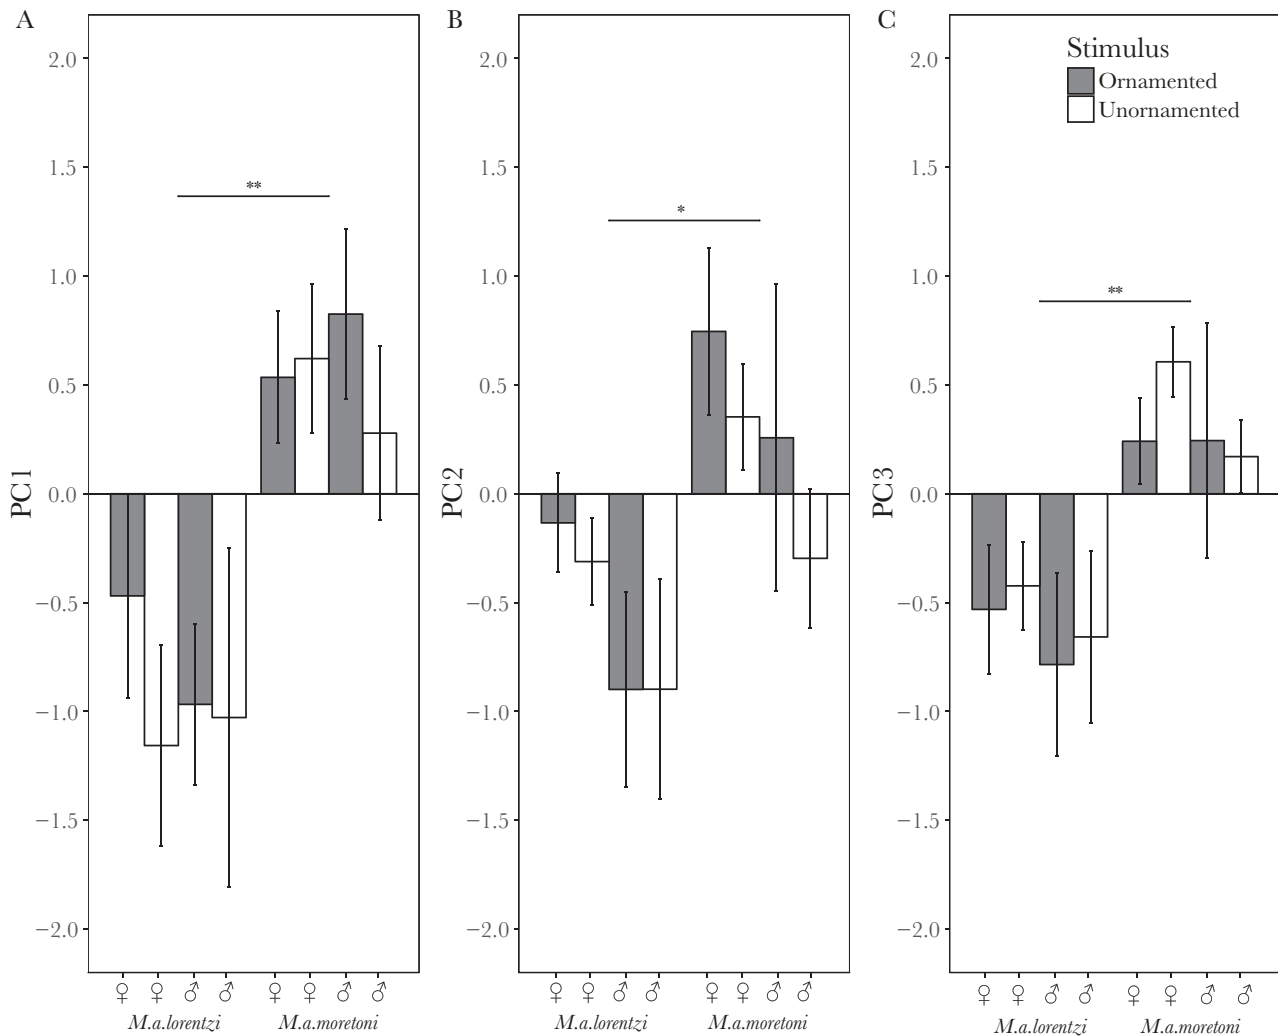 A
PC1
2.0
1.5
1.0
0.5
0.0
−0.5
−1.0
−1.5
−2.0
**
♀ ♀ ♂ ♂ ♀ ♀ ♂ ♂
M.a.lorentzi M.a.moretoni
B
PC2
2.0
1.5
1.0
0.5
0.0
−0.5
−1.0
−1.5
−2.0
*
♀ ♀ ♂ ♂ ♀ ♀ ♂ ♂
M.a.lorentzi M.a.moretoni
C
PC3
2.0
1.5
1.0
0.5
0.0
−0.5
−1.0
−1.5
−2.0
Stimulus
Ornamented
Unornamented
**
♀ ♀ ♂ ♂ ♀ ♀ ♂ ♂
M.a.lorentzi M.a.moretoni